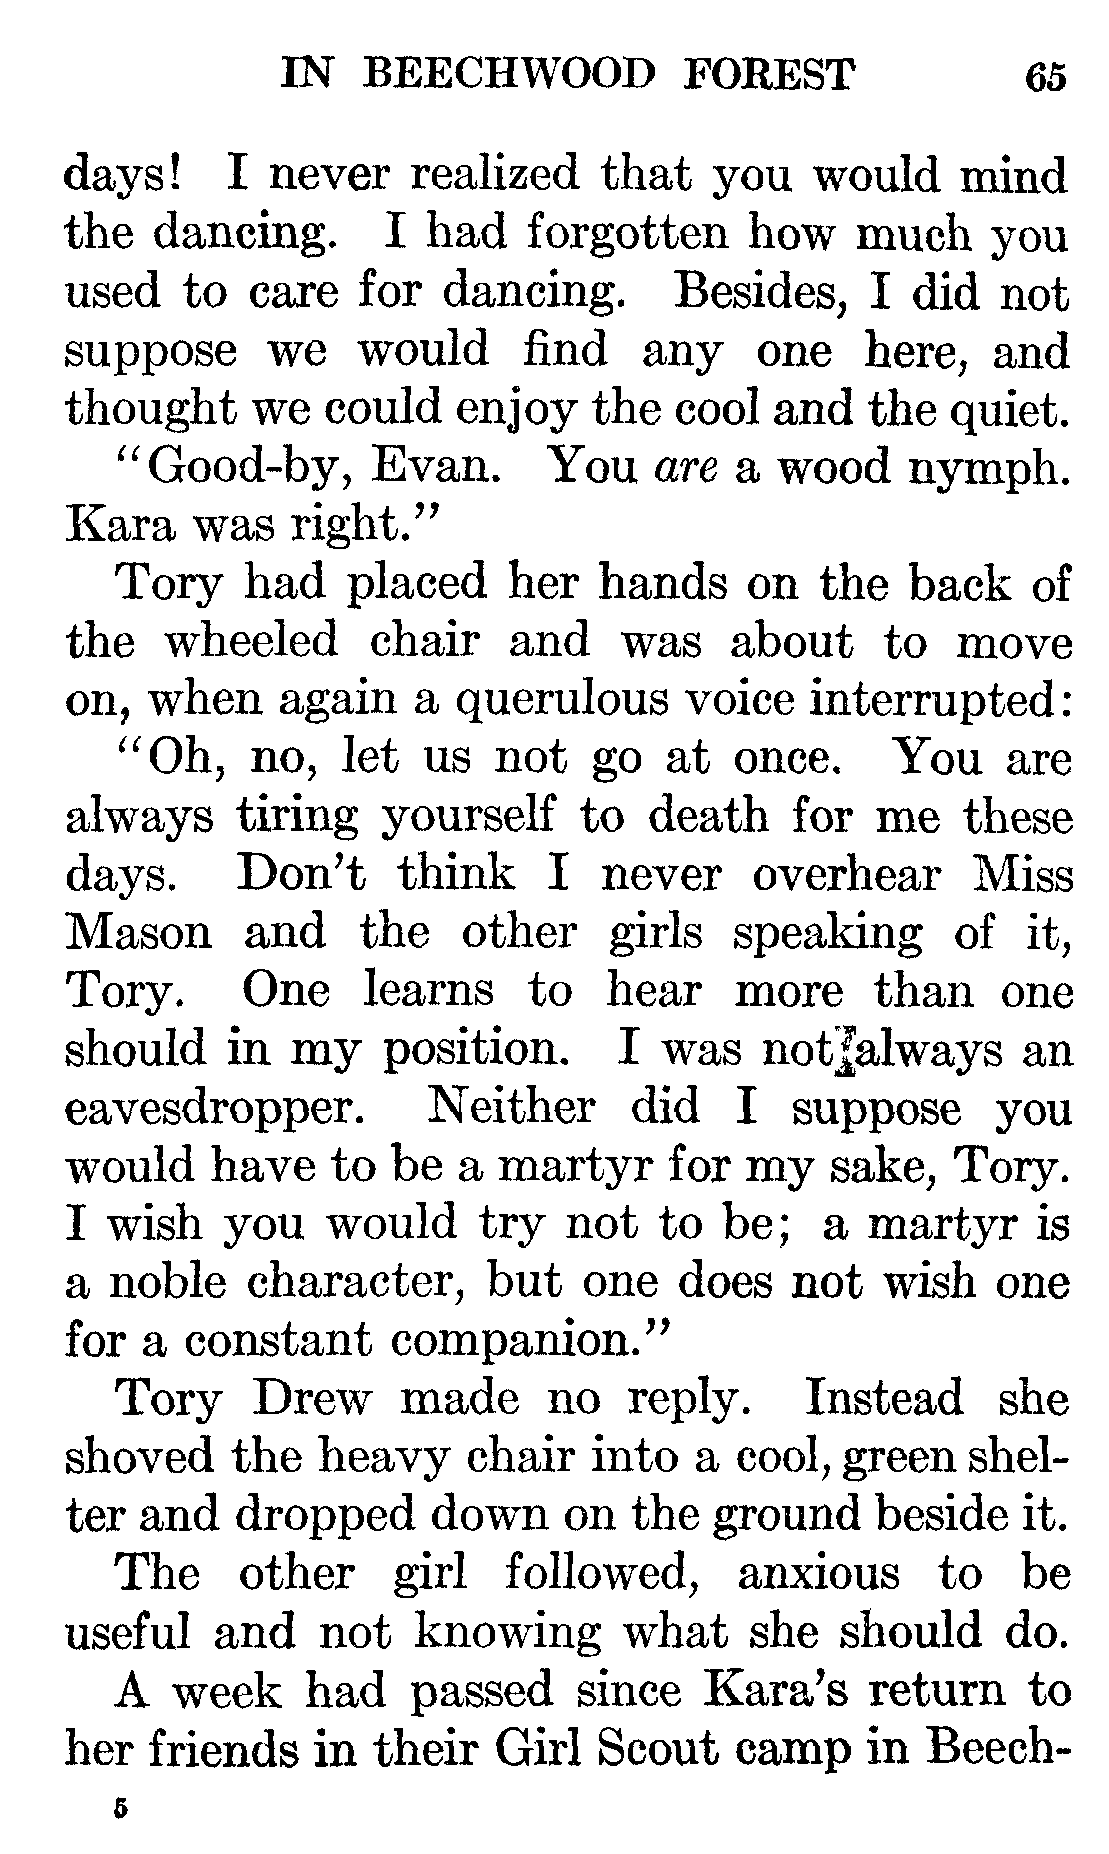 IN BEECHWOOD FOREST 65
days! I never realized that you would mind
the dancing. I had forgotten how much you
used to care for dancing. Besides, I did not
suppose we would find any one here, and
thought we could enjoy the cool and the quiet.
"Good-by, Evan. You are a wood nymph.
Kara was right."
Tory had placed her hands on the back of
the wheeled chair and was about to move
on, when again a querulous voice interrupted:
"Oh, no, let us not go at once. You are
always tiring yourself to death for me these
days. Don't think I never overhear Miss
Mason and the other girls speaking of it,
Tory. One learns to hear more than one
should in my position. I was not always an
eavesdropper. Neither did I suppose you
would have to be a martyr for my sake, Tory.
I wish you would try not to be; a martyr is
a noble character, but one does not wish one
for a constant companion."
Tory Drew made no reply. Instead she
shoved the heavy chair into a cool, green shel-
ter and dropped down on the ground beside it.
The other girl followed, anxious to be
useful and not knowing what she should do.
A week had passed since Kara's return to
her friends in their Girl Scout camp in Beech-
5